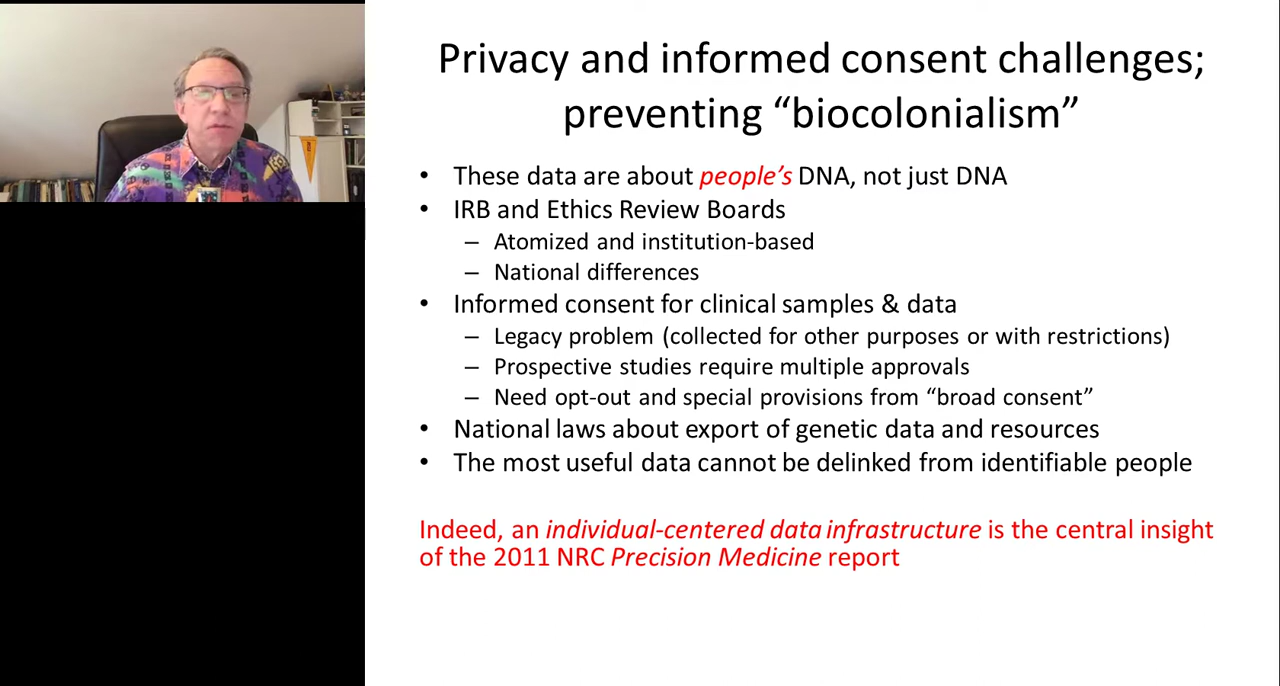 Privacy and informed consent challenges;
preventing “biocolonialism”
• These data are about people’s DNA, not just DNA
• IRB and Ethics Review Boards
– Atomized and institution-based
– National differences
• Informed consent for clinical samples & data
– Legacy problem (collected for other purposes or with restrictions)
– Prospective studies require multiple approvals
– Need opt-out and special provisions from “broad consent”
• National laws about export of genetic data and resources
• The most useful data cannot be delinked from identifiable people
Indeed, an individual-centered data infrastructure is the central insight
of the 2011 NRC Precision Medicine report